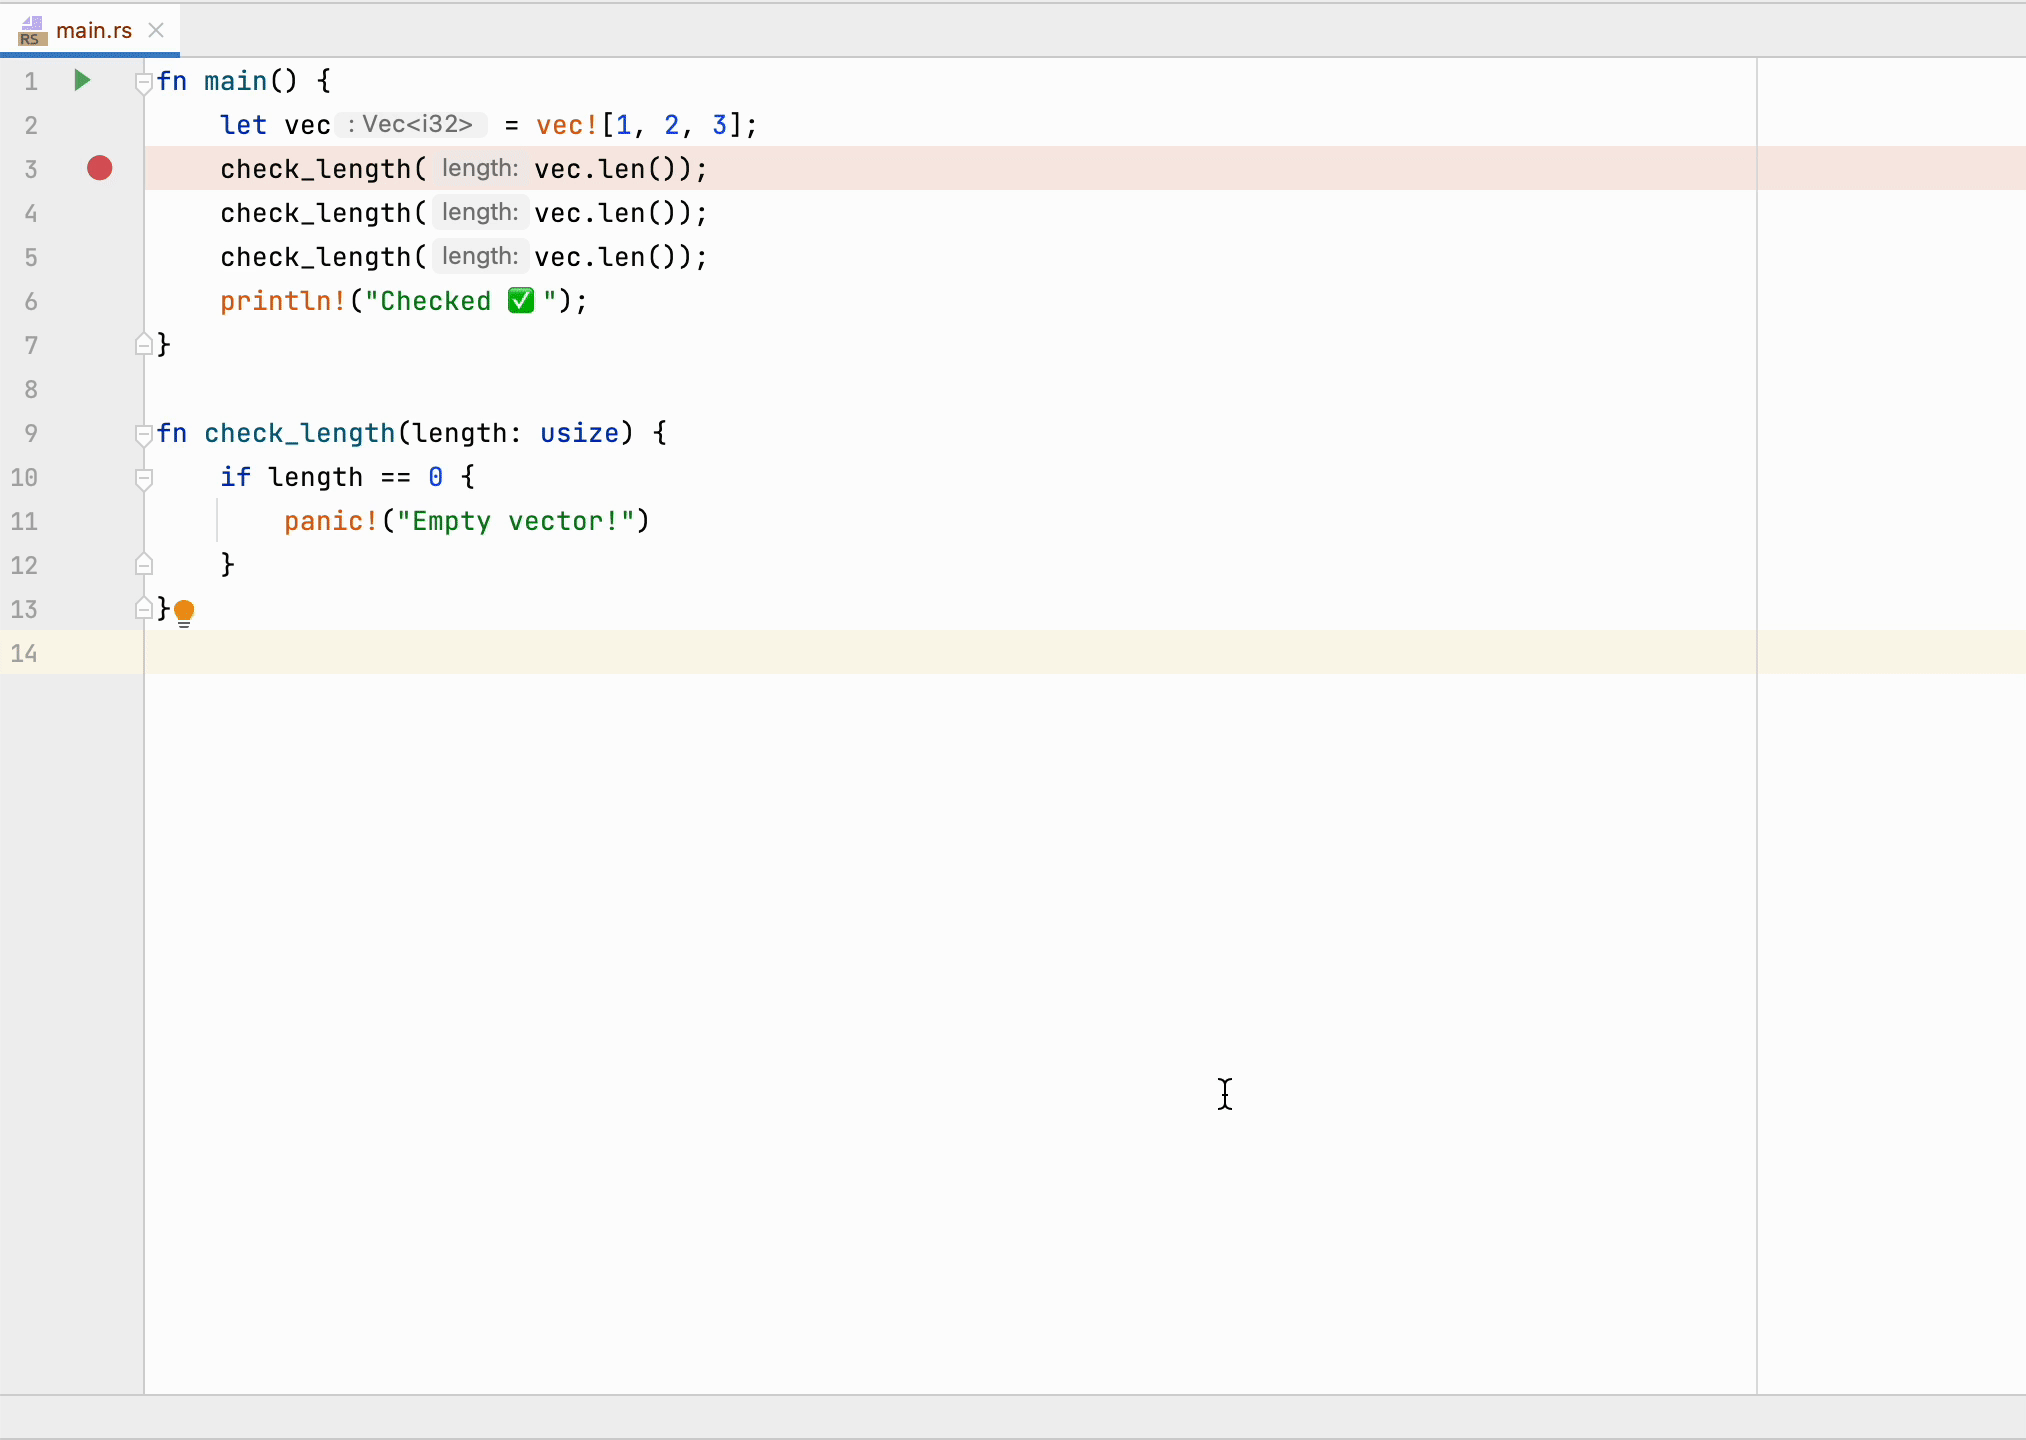 main.rs
RS
1 fn main() {
2 let vec : Vec<i32> = vec![1, 2, 3];
3 check_length( length: vec.len());
4 check_length( length: vec.len());
5 check_length( length: vec.len());
6 println!("Checked ✅");
7 }
8
9 fn check_length(length: usize) {
10 if length == 0 {
11 panic!("Empty vector!")
12 }
13 }
14